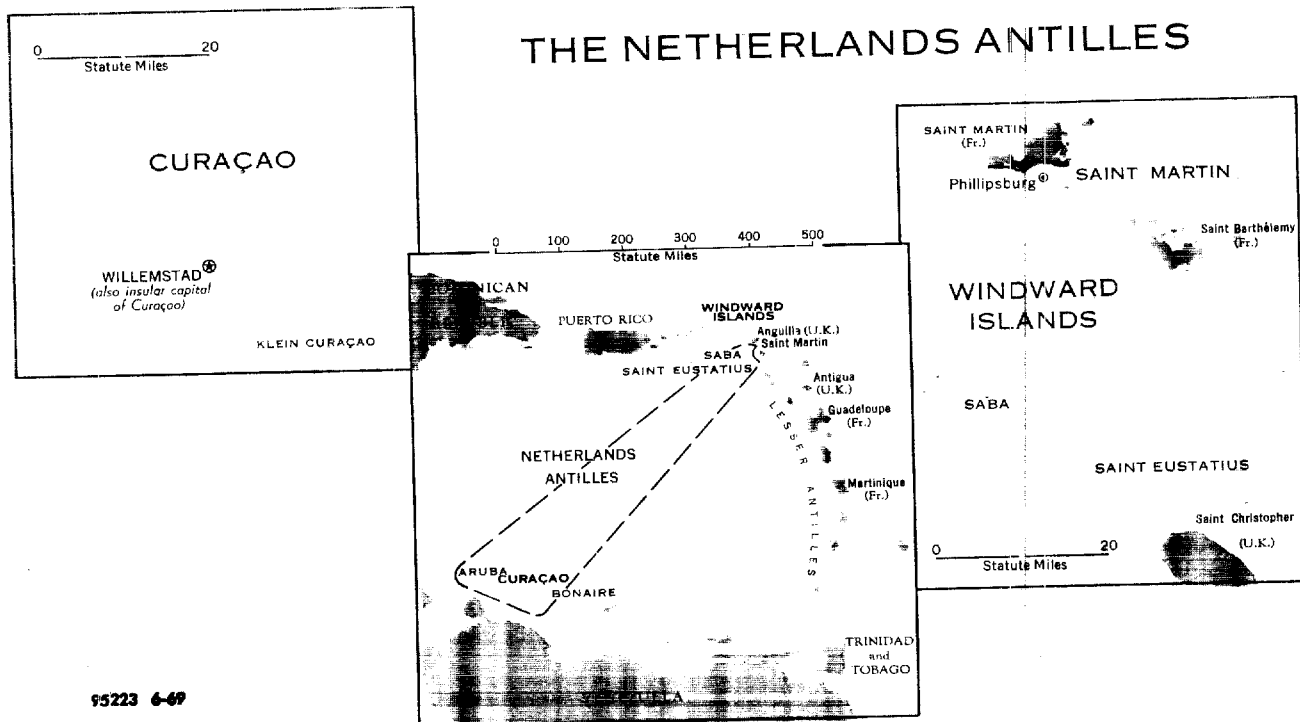 THE NETHERLANDS ANTILLES
0 20
Statute Miles
CURAÇAO
WILLEMSTAD
(also insular capital
of Curaçao)
KLEIN CURAÇAO
0 100 200 300 400 500
Statute Miles
PUERTO RICO
WINDWARD
ISLANDS
Anguilla (U.K.)
Saint Martin
SABA
SAINT EUSTATIUS
Antigua
(U.K.)
Guadeloupe
(Fr.)
LESSER ANTILLES
NETHERLANDS
ANTILLES
Martinique
(Fr.)
ARUBA
CURAÇAO
BONAIRE
TRINIDAD
and
TOBAGO
VENEZUELA
SAINT MARTIN
(Fr.)
Phillipsburg
SAINT MARTIN
Saint Barthélemy
(Fr.)
WINDWARD
ISLANDS
SABA
SAINT EUSTATIUS
Saint Christopher
(U.K.)
0 20
Statute Miles
95223 6-69